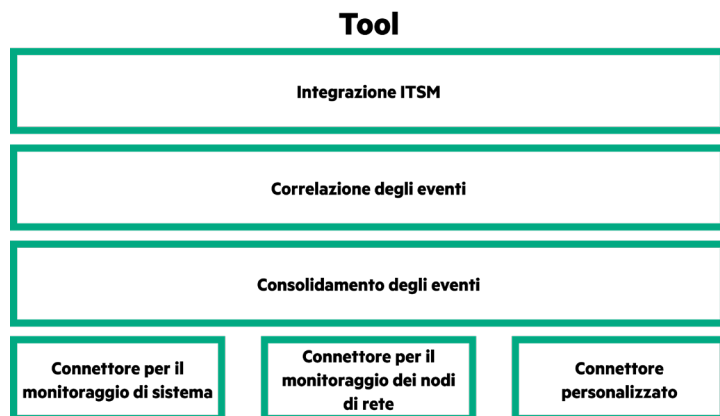 Tool
Integrazione ITSM
Correlazione degli eventi
Consolidamento degli eventi
Connettore per il
monitoraggio di sistema
Connettore per il
monitoraggio dei nodi
di rete
Connettore
personalizzato